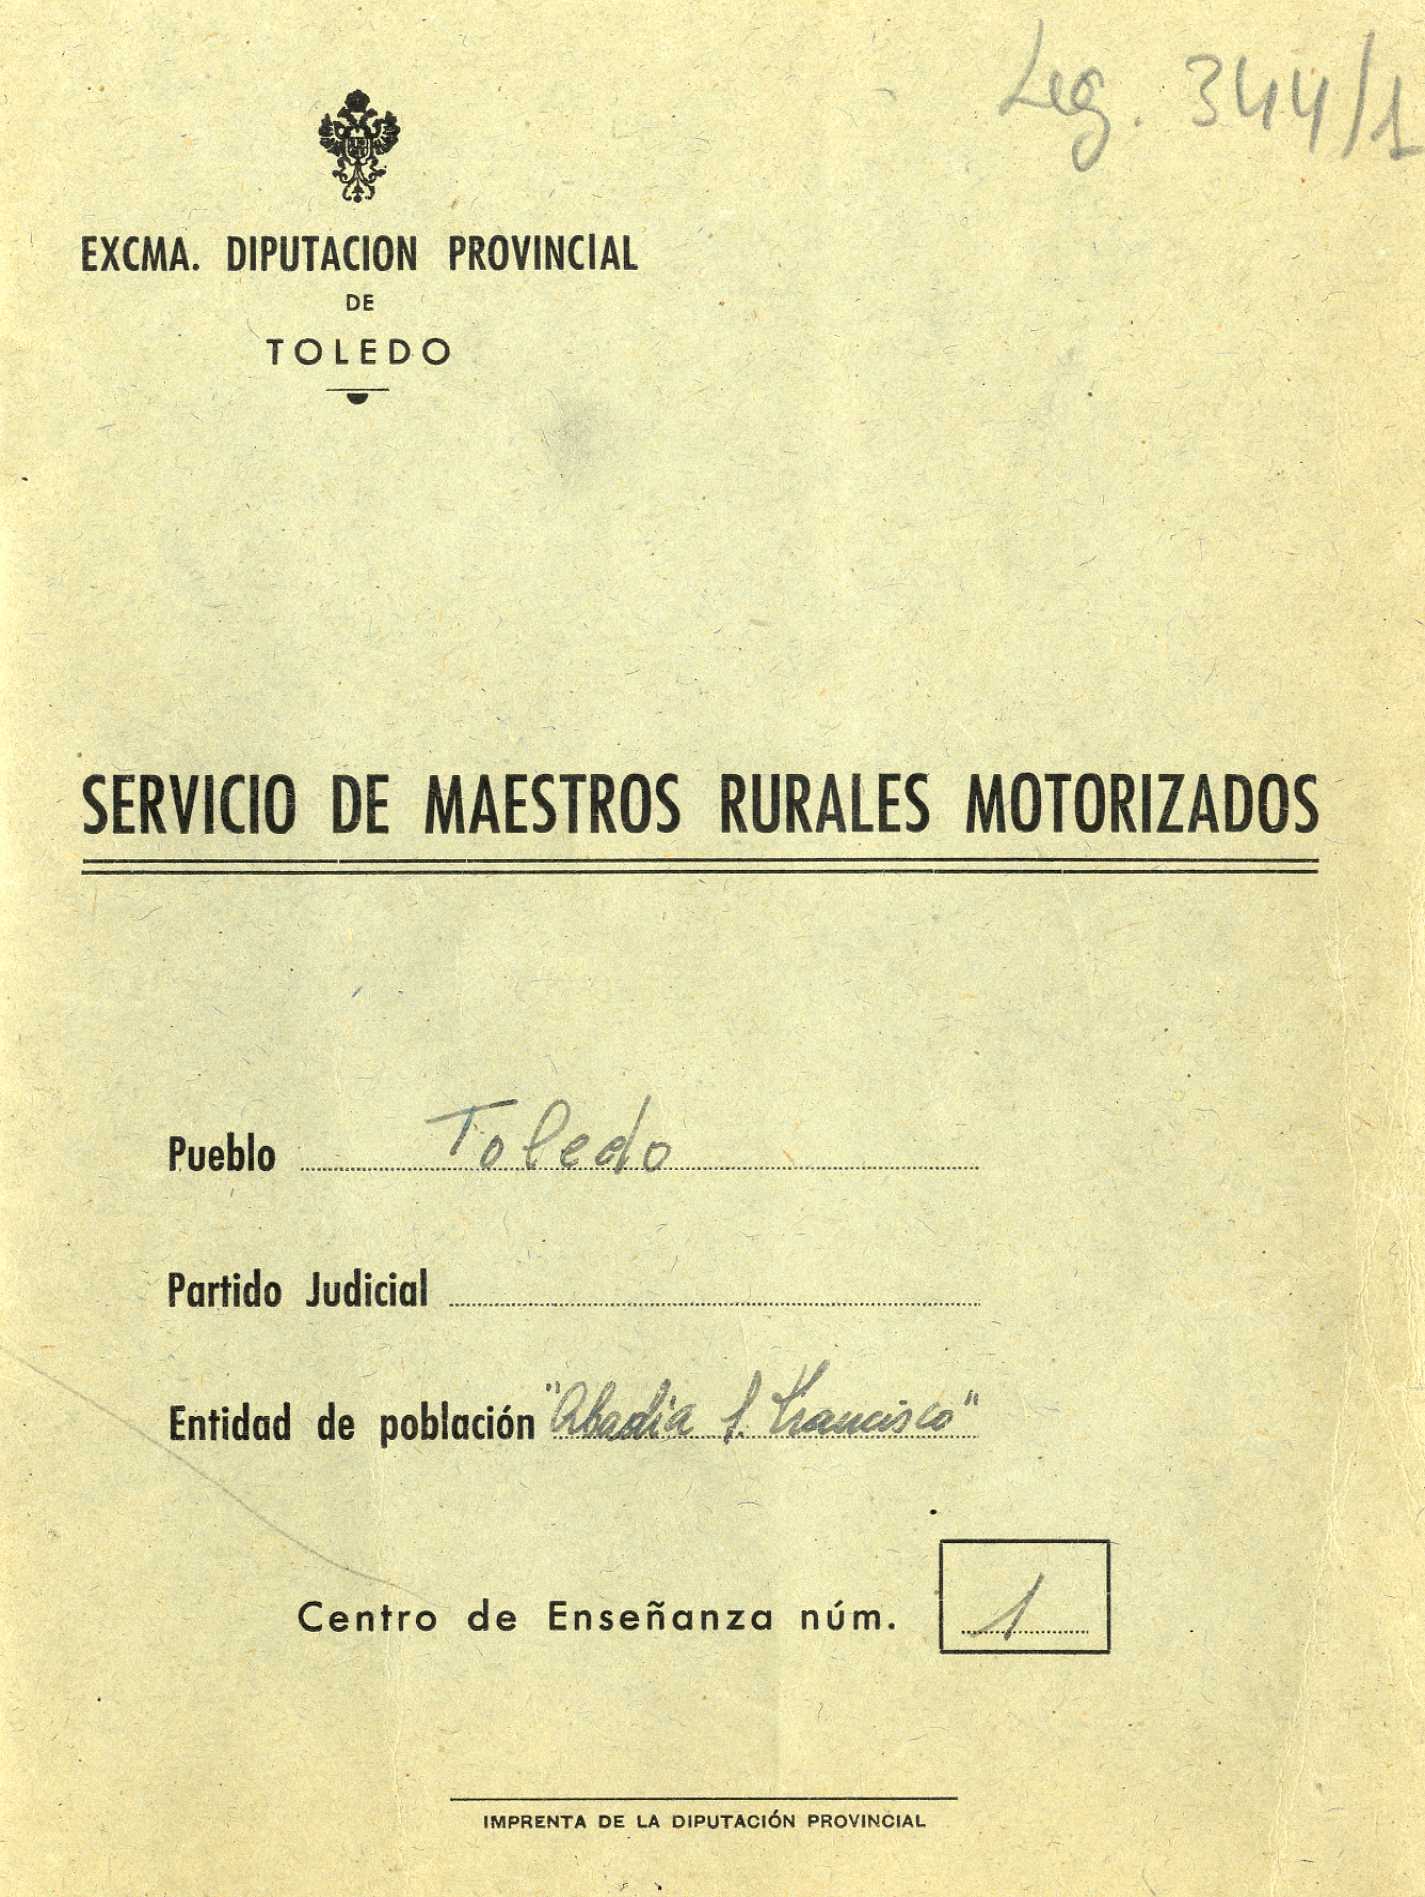 Leg. 344/1
EXCMA. DIPUTACION PROVINCIAL
DE
TOLEDO
SERVICIO DE MAESTROS RURALES MOTORIZADOS
Pueblo Toledo
Partido Judicial
Entidad de población "Abadía S. Francisco"
Centro de Enseñanza núm. 1
IMPRENTA DE LA DIPUTACIÓN PROVINCIAL